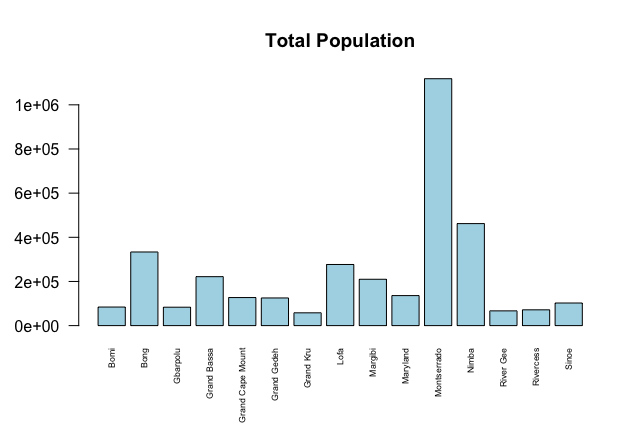 Total Population
1e+06
8e+05
6e+05
4e+05
2e+05
0e+00
Bomi
Bong
Gbarpolu
Grand Bassa
Grand Cape Mount
Grand Gedeh
Grand Kru
Lofa
Margibi
Maryland
Montserrado
Nimba
River Gee
Rivercess
Sinoe